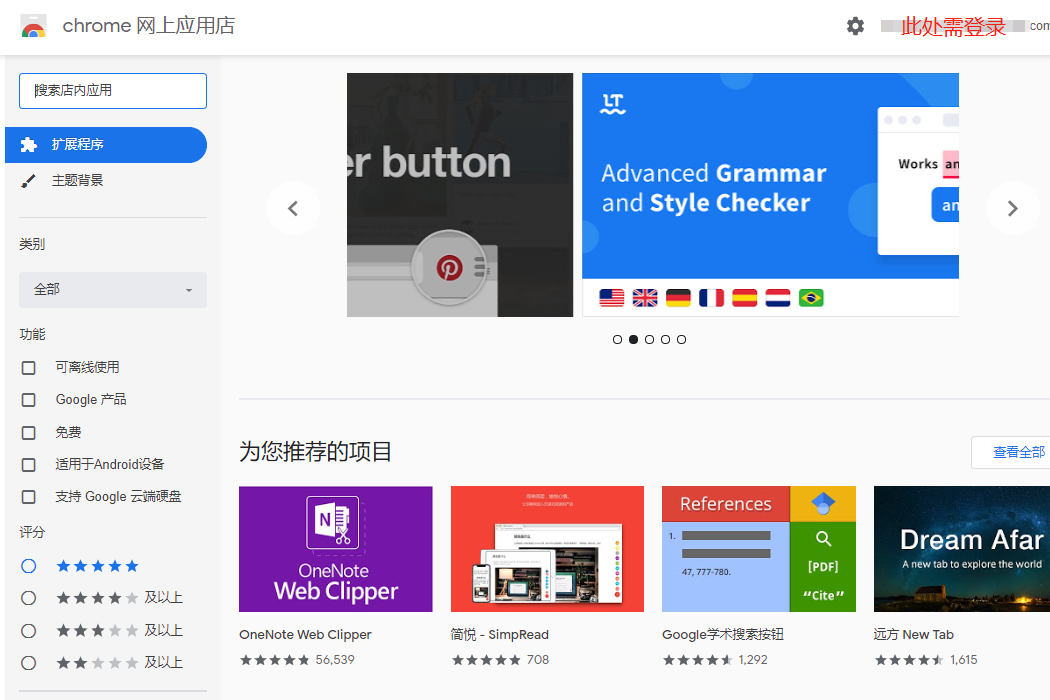 chrome 网上应用店
此处需登录
com
搜索店内应用
扩展程序
主题背景
类别
全部
功能
可离线使用
Google 产品
免费
适用于Android设备
支持 Google 云端硬盘
评分
及以上
及以上
及以上
er button
LT
Advanced Grammar
and Style Checker
Works an
an
为您推荐的项目
查看全部
N
OneNote
Web Clipper
OneNote Web Clipper
56,539
简悦 - SimpRead
708
References
1.
47, 777-780.
[PDF]
“Cite”
Google学术搜索按钮
1,292
Dream Afar
A new tab to explore the world
远方 New Tab
1,615